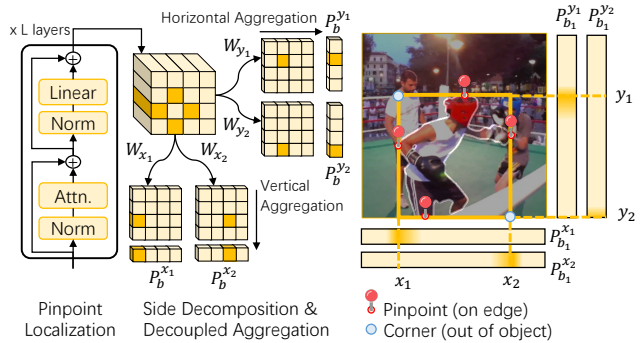 x L layers
Linear
Norm
Attn.
Norm
Pinpoint
Localization
Horizontal Aggregation
W_{y_1}
W_{y_2}
W_{x_1}
W_{x_2}
P_b^{y_1}
P_b^{y_2}
Vertical
Aggregation
P_b^{x_1}
P_b^{x_2}
Side Decomposition &
Decoupled Aggregation
P_{b_1}^{y_1}
P_{b_1}^{y_2}
y_1
y_2
P_{b_1}^{x_1}
P_{b_1}^{x_2}
x_1
x_2
Pinpoint (on edge)
Corner (out of object)